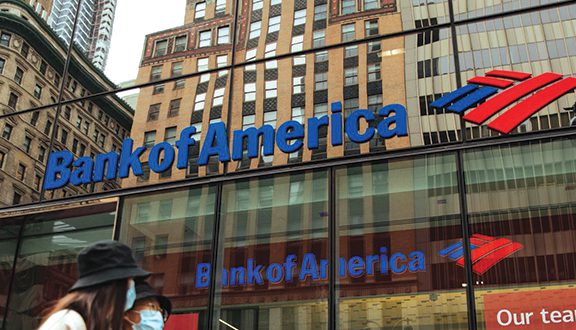 Bank of America
Bank of America
Our tea